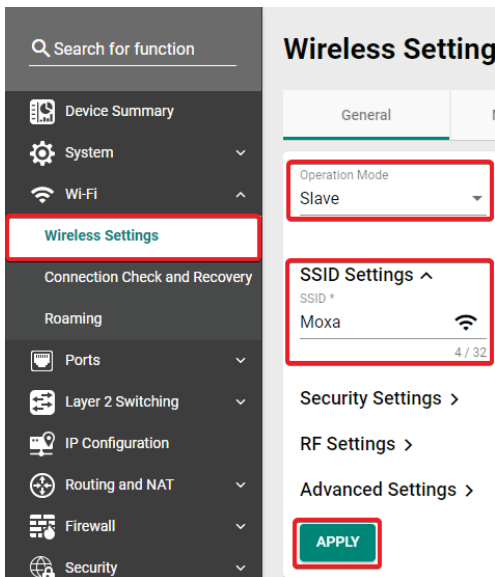 Search for function
Device Summary
System
Wi-Fi
Wireless Settings
Connection Check and Recovery
Roaming
Ports
Layer 2 Switching
IP Configuration
Routing and NAT
Firewall
Security
Wireless Setting
General
Operation Mode
Slave
SSID Settings
SSID *
Moxa
4 / 32
Security Settings
RF Settings
Advanced Settings
APPLY